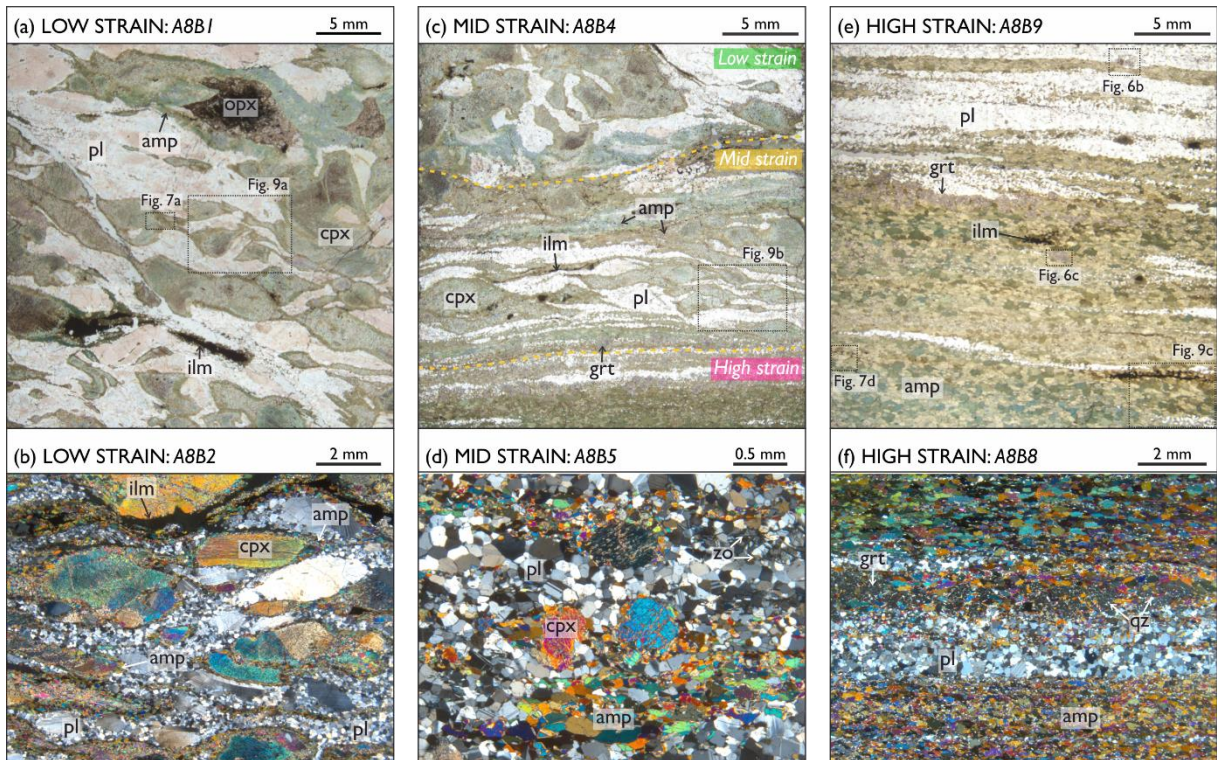 (a) LOW STRAIN: A8B1
5 mm
opx
amp
pl
Fig. 9a
Fig. 7a
cpx
ilm
(b) LOW STRAIN: A8B2
2 mm
ilm
amp
cpx
amp
pl
pl
(c) MID STRAIN: A8B4
5 mm
Low strain
Mid strain
amp
ilm
Fig. 9b
cpx
pl
grt
High strain
(d) MID STRAIN: A8B5
0.5 mm
zo
pl
cpx
amp
(e) HIGH STRAIN: A8B9
5 mm
Fig. 6b
pl
grt
ilm
Fig. 6c
Fig. 9c
Fig. 7d
amp
(f) HIGH STRAIN: A8B8
2 mm
grt
qz
pl
amp